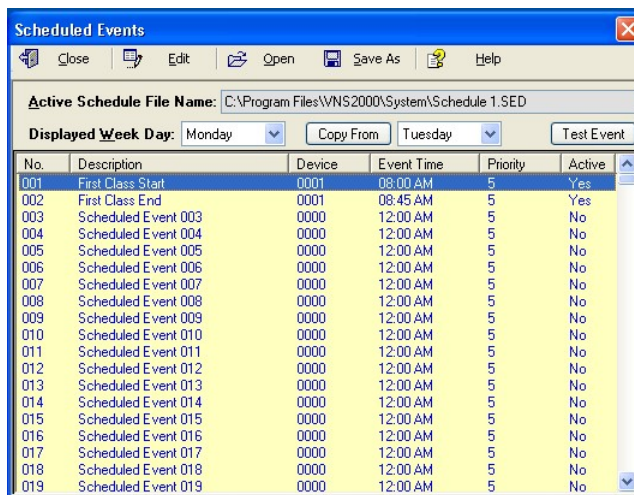 Scheduled Events
Close Edit Open Save As Help
Active Schedule File Name: C:\Program Files\VNS2000\System\Schedule 1.SED
Displayed Week Day: Monday Copy From Tuesday Test Event
No. Description Device Event Time Priority Active
001 First Class Start 0001 08:00 AM 5 Yes
002 First Class End 0001 08:45 AM 5 Yes
003 Scheduled Event 003 0000 12:00 AM 5 No
004 Scheduled Event 004 0000 12:00 AM 5 No
005 Scheduled Event 005 0000 12:00 AM 5 No
006 Scheduled Event 006 0000 12:00 AM 5 No
007 Scheduled Event 007 0000 12:00 AM 5 No
008 Scheduled Event 008 0000 12:00 AM 5 No
009 Scheduled Event 009 0000 12:00 AM 5 No
010 Scheduled Event 010 0000 12:00 AM 5 No
011 Scheduled Event 011 0000 12:00 AM 5 No
012 Scheduled Event 012 0000 12:00 AM 5 No
013 Scheduled Event 013 0000 12:00 AM 5 No
014 Scheduled Event 014 0000 12:00 AM 5 No
015 Scheduled Event 015 0000 12:00 AM 5 No
016 Scheduled Event 016 0000 12:00 AM 5 No
017 Scheduled Event 017 0000 12:00 AM 5 No
018 Scheduled Event 018 0000 12:00 AM 5 No
019 Scheduled Event 019 0000 12:00 AM 5 No